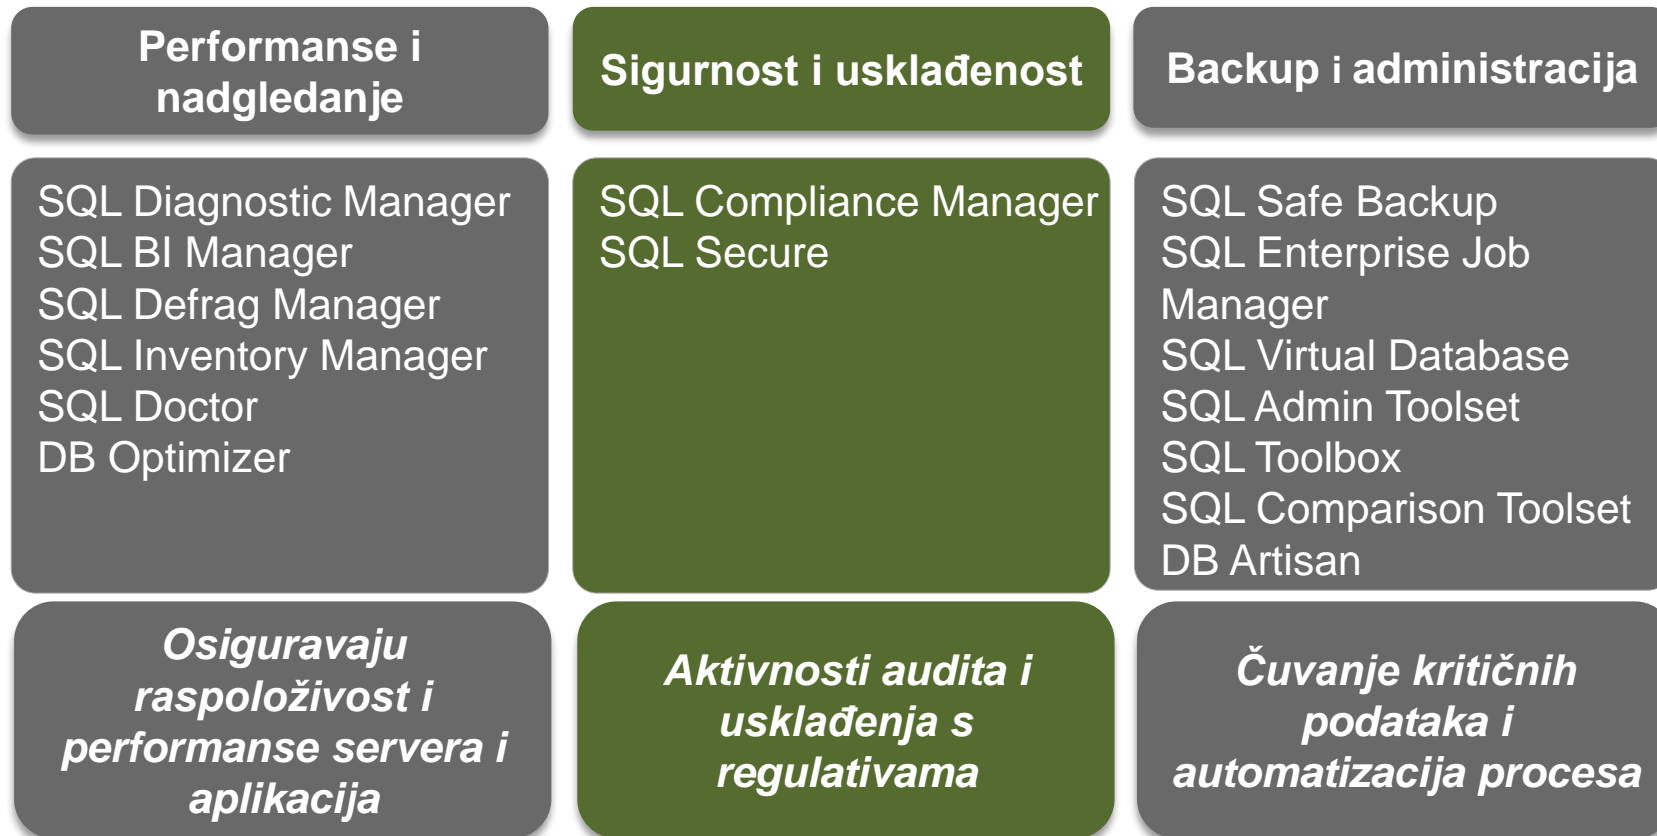 Performanse i
nadgledanje
Sigurnost i usklađenost
Backup i administracija
SQL Diagnostic Manager
SQL BI Manager
SQL Defrag Manager
SQL Inventory Manager
SQL Doctor
DB Optimizer
SQL Compliance Manager
SQL Secure
SQL Safe Backup
SQL Enterprise Job
Manager
SQL Virtual Database
SQL Admin Toolset
SQL Toolbox
SQL Comparison Toolset
DB Artisan
Osiguravaju
raspoloživost i
performanse servera i
aplikacija
Aktivnosti audita i
usklađenja s
regulativama
Čuvanje kritičnih
podataka i
automatizacija procesa